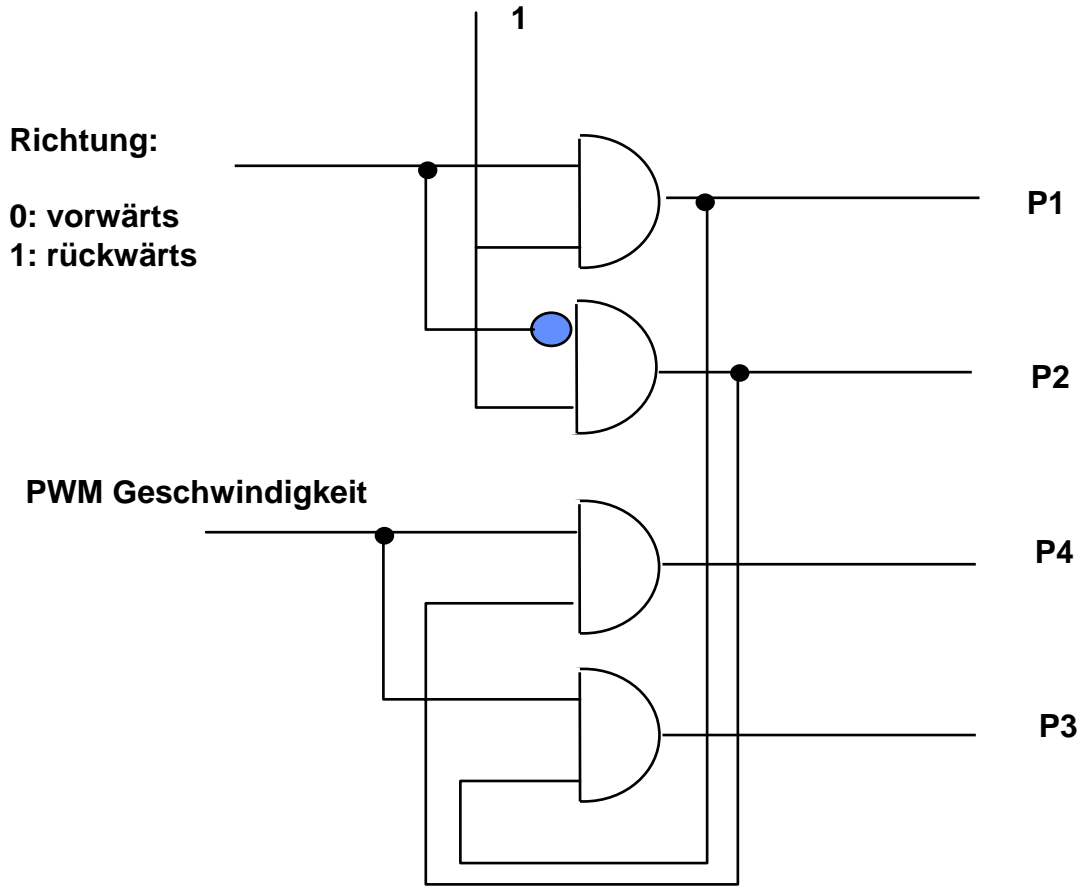 1
Richtung:
0: vorwärts
1: rückwärts
P1
P2
PWM Geschwindigkeit
P4
P3